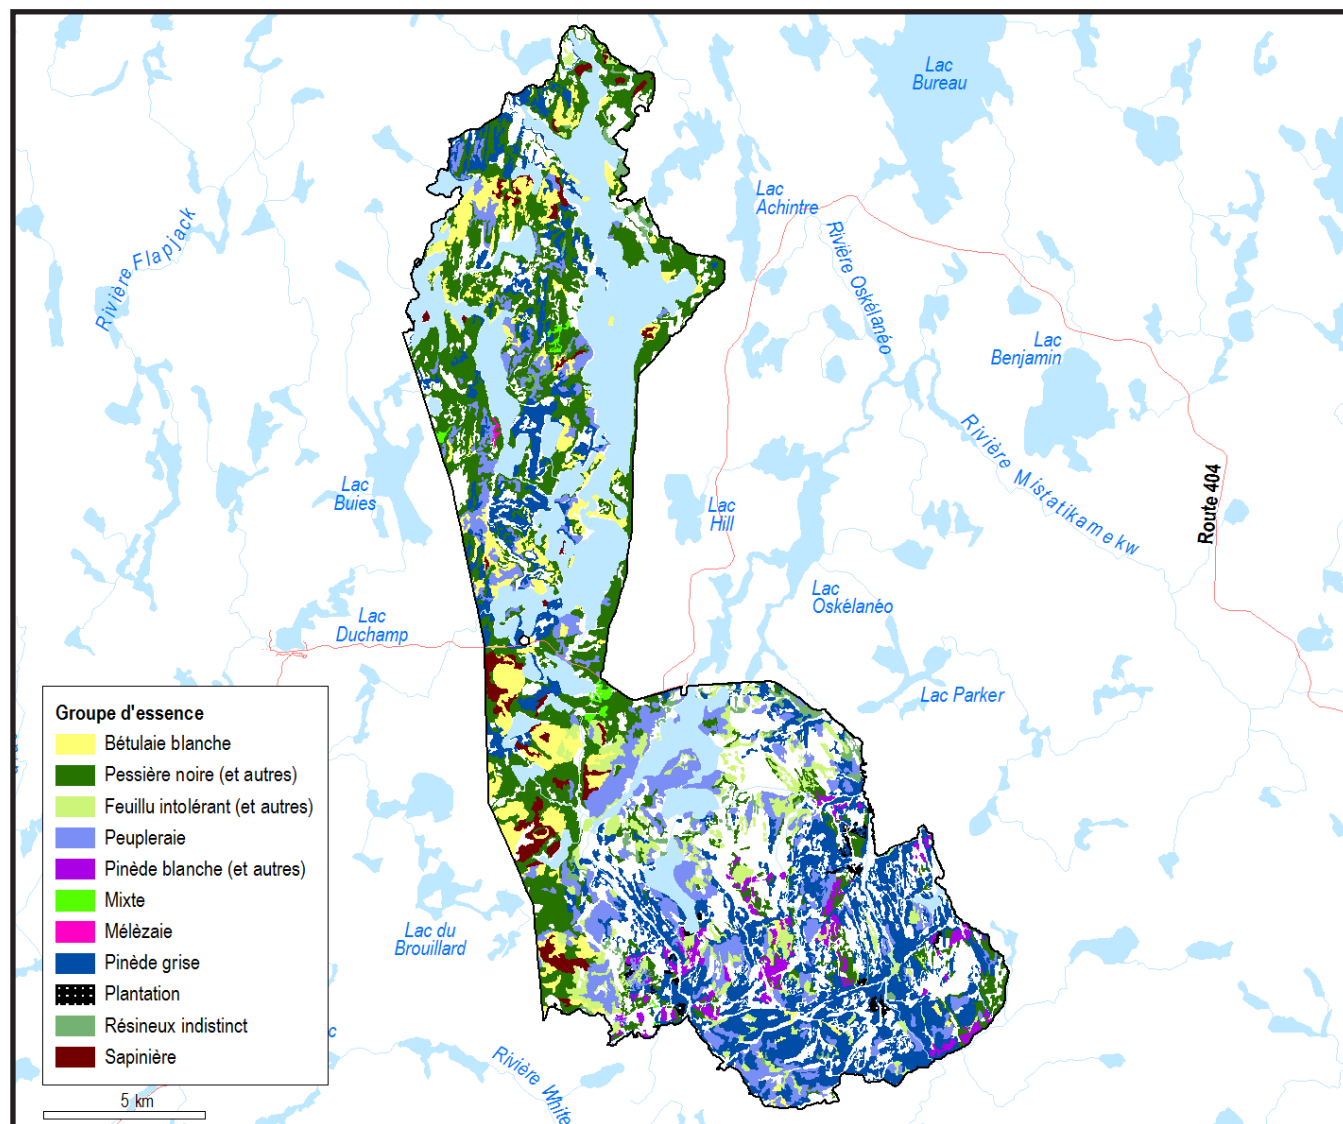 Lac
Bureau
Lac
Achintre
Rivière Flapjack
Rivière Oskélanéo
Lac
Benjamin
Rivière Mistatikamekw
Route 404
Lac
Buies
Lac
Hill
Lac
Duchamp
Lac
Oskélanéo
Lac Parker
Groupe d'essence
Bétulaie blanche
Pessière noire (et autres)
Feuillu intolérant (et autres)
Peupleraie
Pinède blanche (et autres)
Mixte
Mélèzaie
Pinède grise
Plantation
Résineux indistinct
Sapinière
Lac du
Brouillard
c
Rivière White
5 km